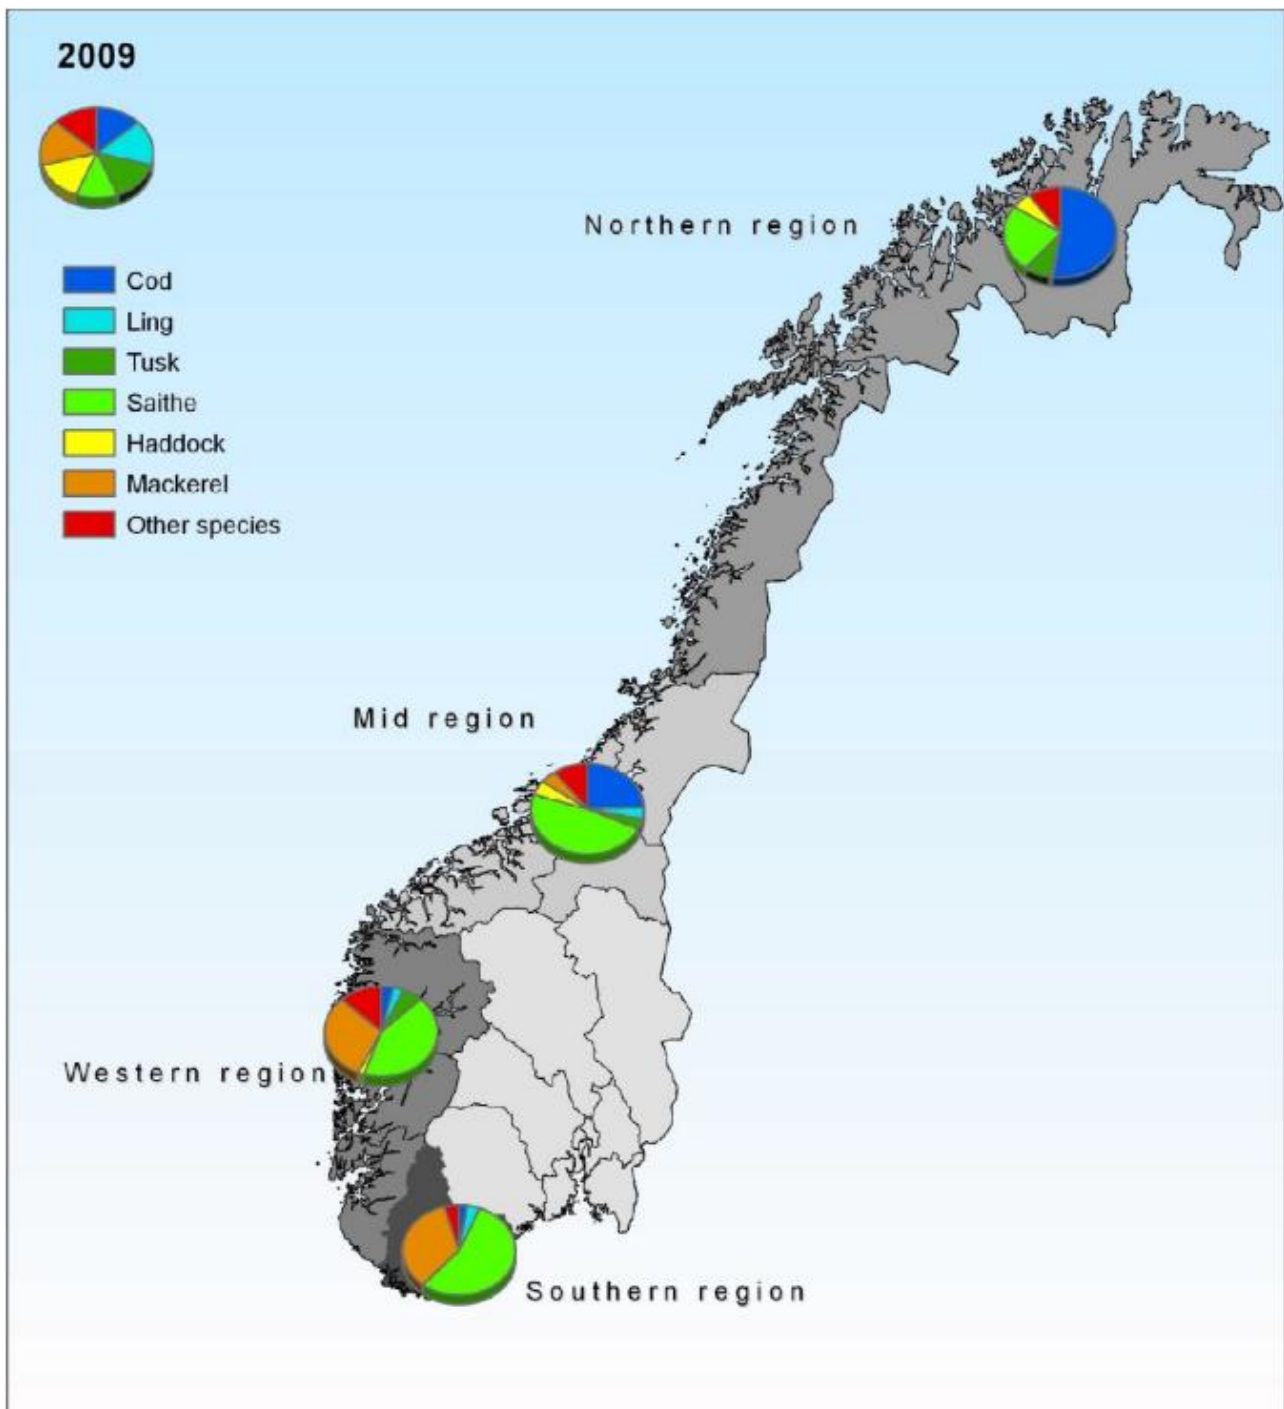 2009
Northern region
Cod
Ling
Tusk
Saithe
Haddock
Mackerel
Other species
Mid region
Western region
Southern region